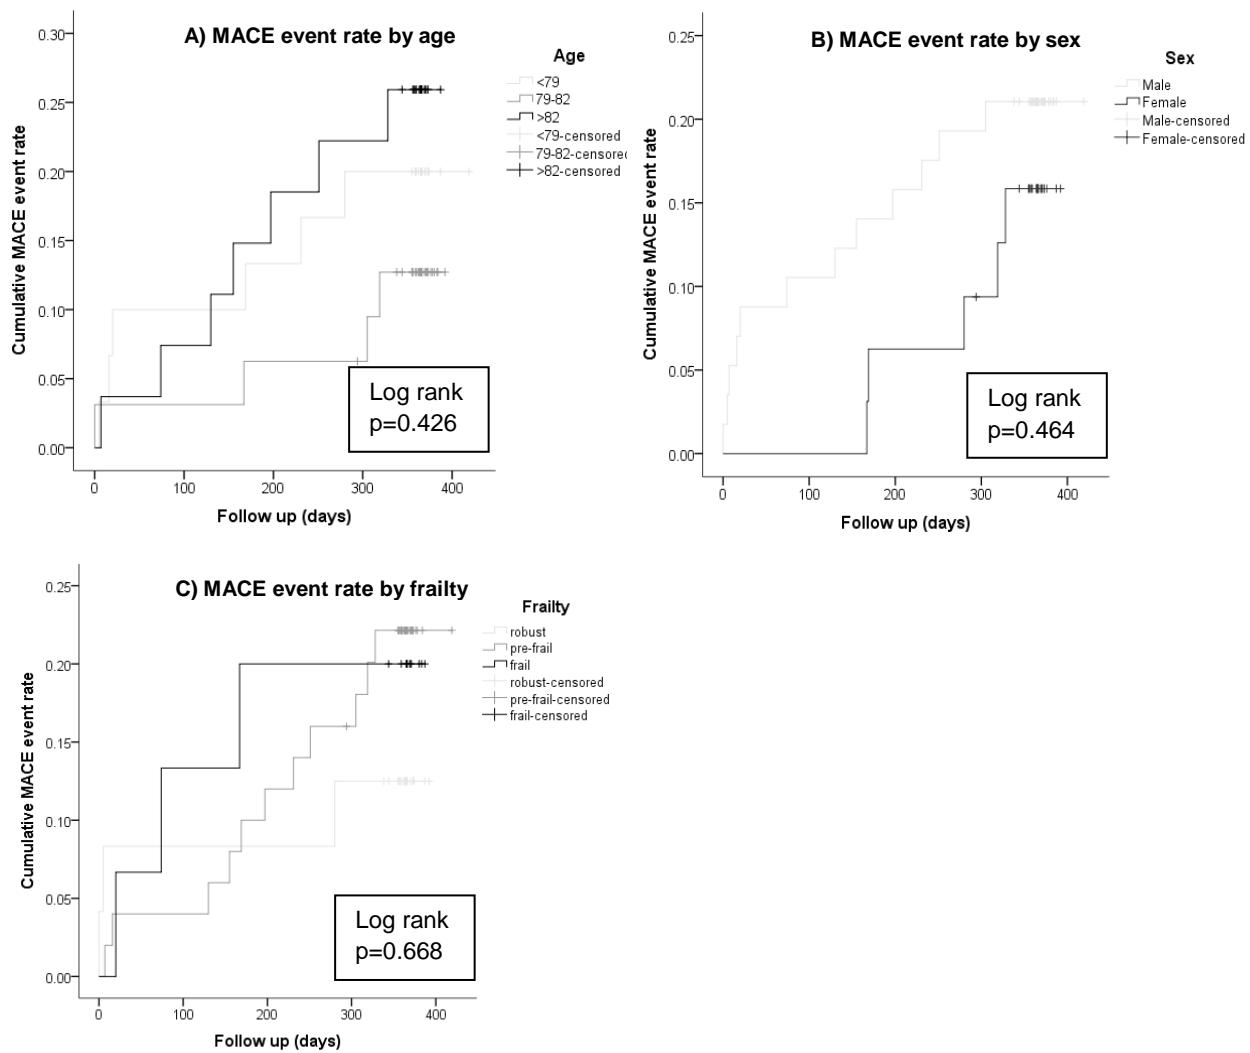 A) MACE event rate by age
Cumulative MACE event rate
0.30
0.25
0.20
0.15
0.10
0.05
0.00
0 100 200 300 400
Follow up (days)
Age
<79
79-82
>82
<79-censored
79-82-censored
>82-censored
Log rank
p=0.426
B) MACE event rate by sex
Cumulative MACE event rate
0.25
0.20
0.15
0.10
0.05
0.00
0 100 200 300 400
Follow up (days)
Sex
Male
Female
Male-censored
Female-censored
Log rank
p=0.464
C) MACE event rate by frailty
Cumulative MACE event rate
0.25
0.20
0.15
0.10
0.05
0.00
0 100 200 300 400
Follow up (days)
Frailty
robust
pre-frail
frail
robust-censored
pre-frail-censored
frail-censored
Log rank
p=0.668